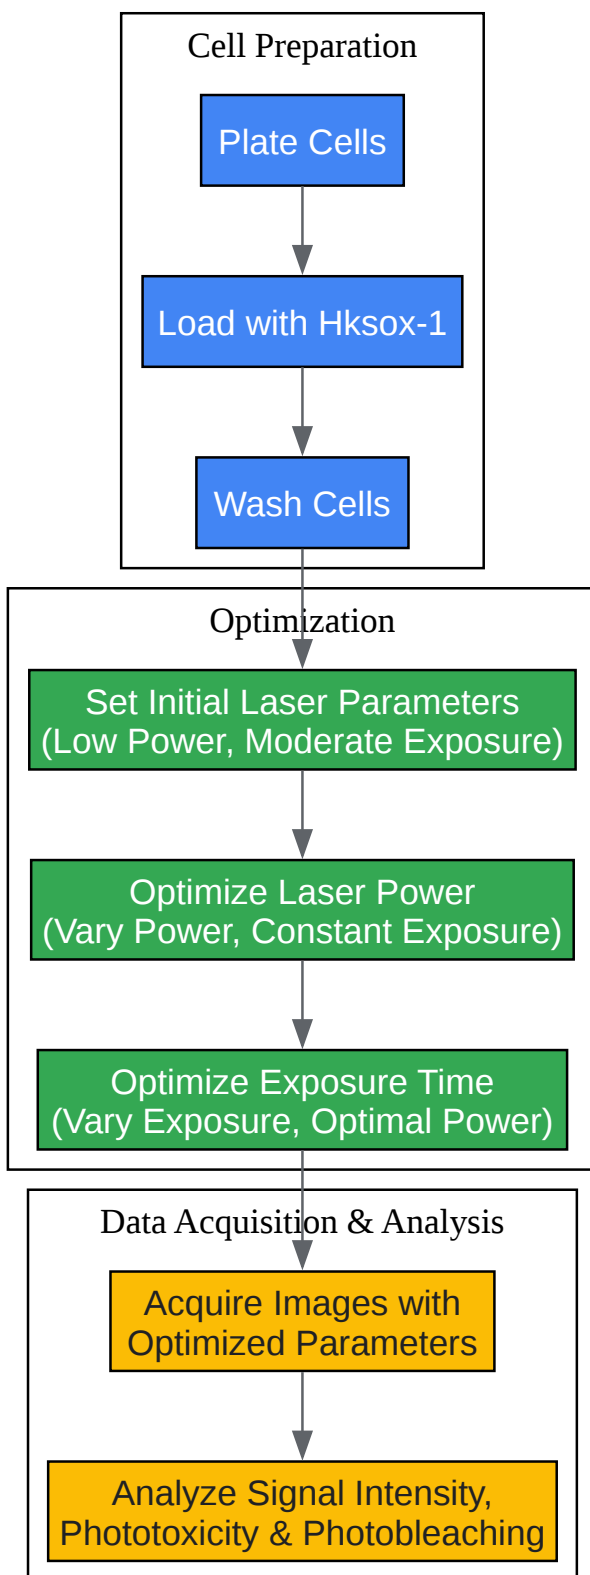 Cell Preparation
Plate Cells
Load with Hksox-1
Wash Cells
Optimization
Set Initial Laser Parameters
(Low Power, Moderate Exposure)
Optimize Laser Power
(Vary Power, Constant Exposure)
Optimize Exposure Time
(Vary Exposure, Optimal Power)
Data Acquisition & Analysis
Acquire Images with
Optimized Parameters
Analyze Signal Intensity,
Phototoxicity & Photobleaching